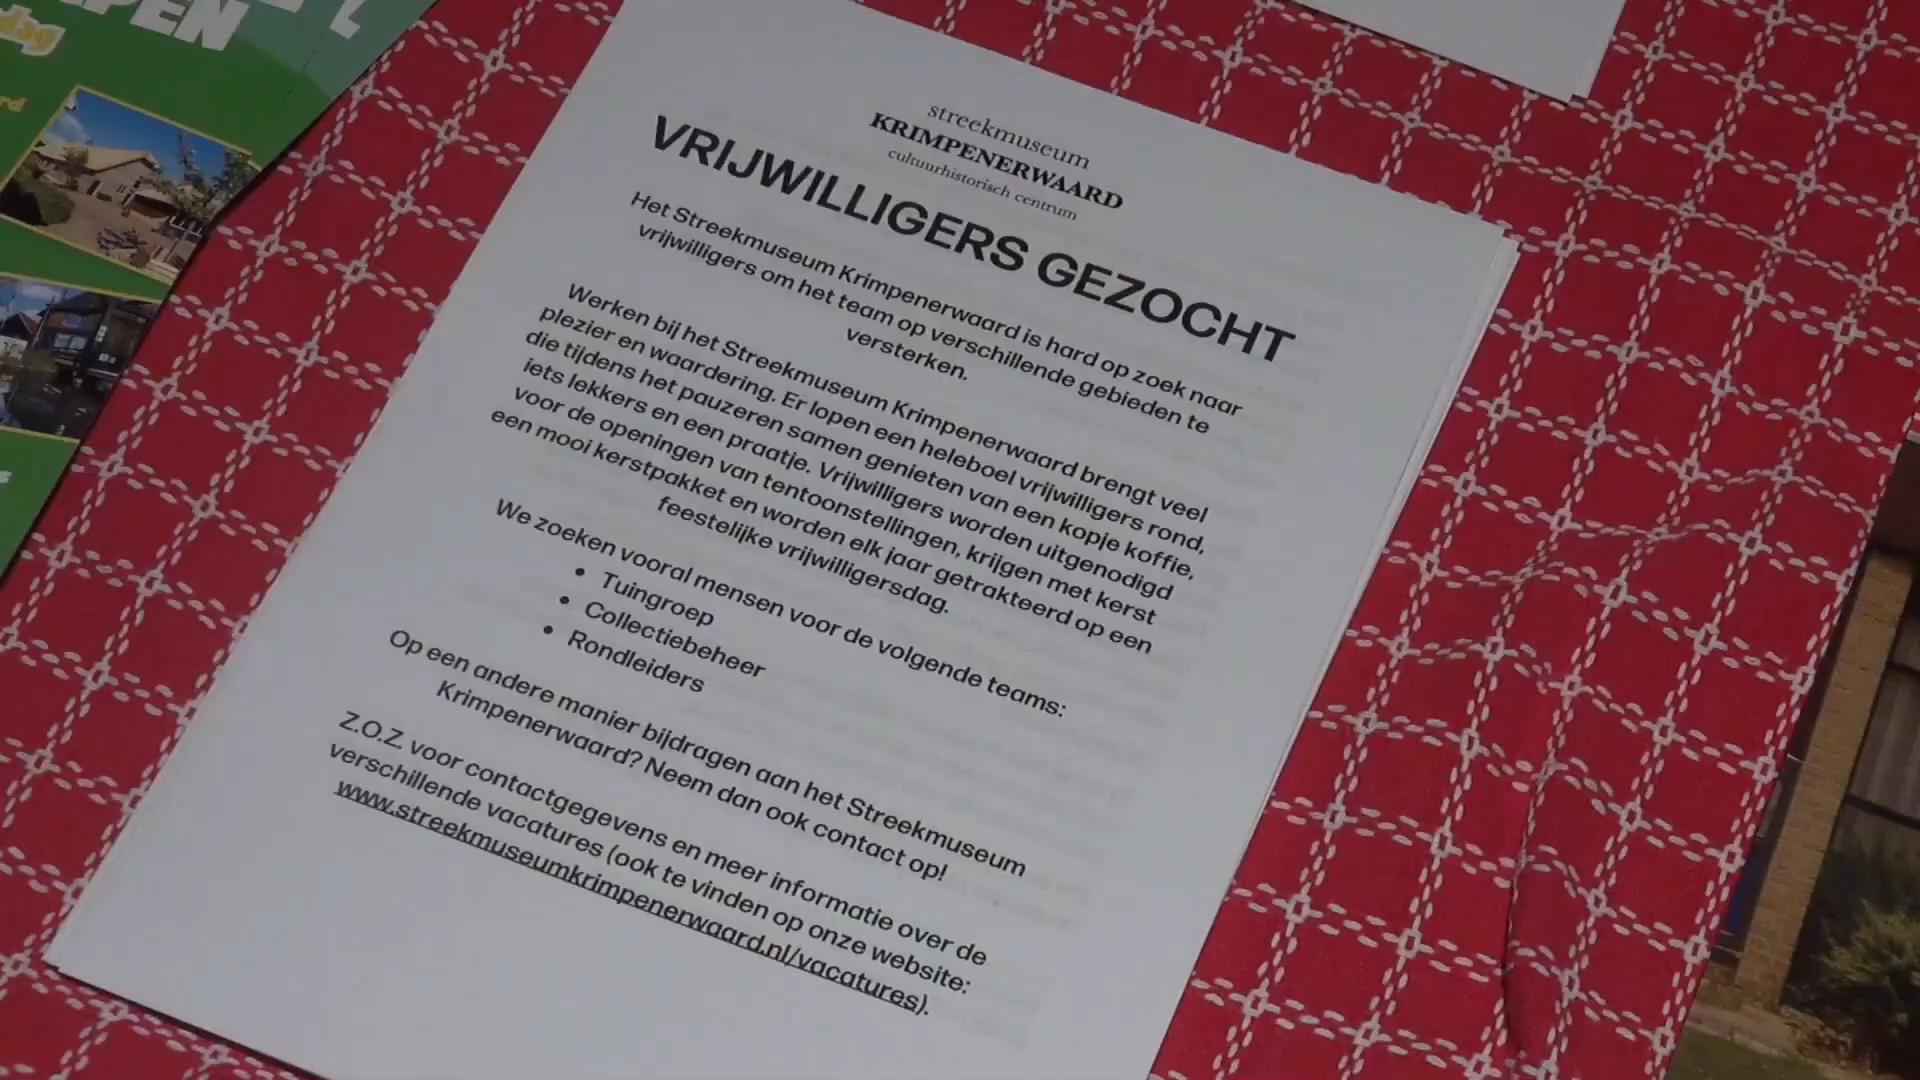 streekmuseum
KRIMPENERWAARD
cultuurhistorisch centrum
VRIJWILLIGERS GEZOCHT
Het Streekmuseum Krimpenerwaard is hard op zoek naar
vrijwilligers om het team op verschillende gebieden te
versterken.
Werken bij het Streekmuseum Krimpenerwaard brengt veel
plezier en waardering. Er lopen een heleboel vrijwilligers rond,
die tijdens het pauzeren samen genieten van een kopje koffie,
iets lekkers en een praatje. Vrijwilligers worden uitgenodigd
voor de openingen van tentoonstellingen, krijgen met kerst
een mooi kerstpakket en worden elk jaar getrakteerd op een
feestelijke vrijwilligersdag.
We zoeken vooral mensen voor de volgende teams:
• Tuingroep
• Collectiebeheer
• Rondleiders
Op een andere manier bijdragen aan het Streekmuseum
Krimpenerwaard? Neem dan ook contact op!
Z.O.Z. voor contactgegevens en meer informatie over de
verschillende vacatures (ook te vinden op onze website:
www.streekmuseumkrimpenerwaard.nl/vacatures).